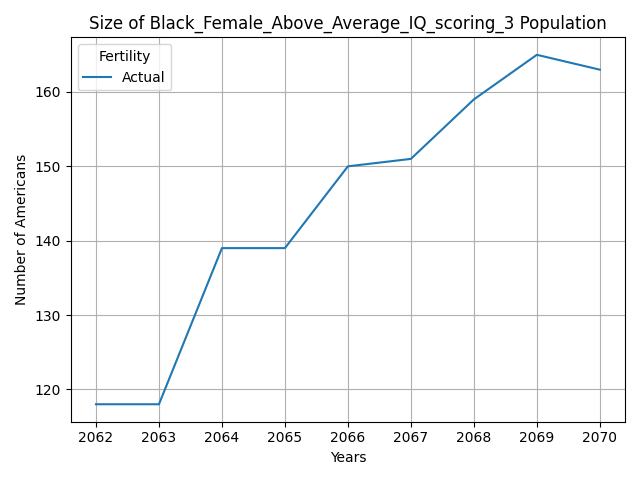 Size of Black_Female_Above_Average_IQ_scoring_3 Population
Fertility
Actual
Number of Americans
160
150
140
130
120
2062 2063 2064 2065 2066 2067 2068 2069 2070
Years